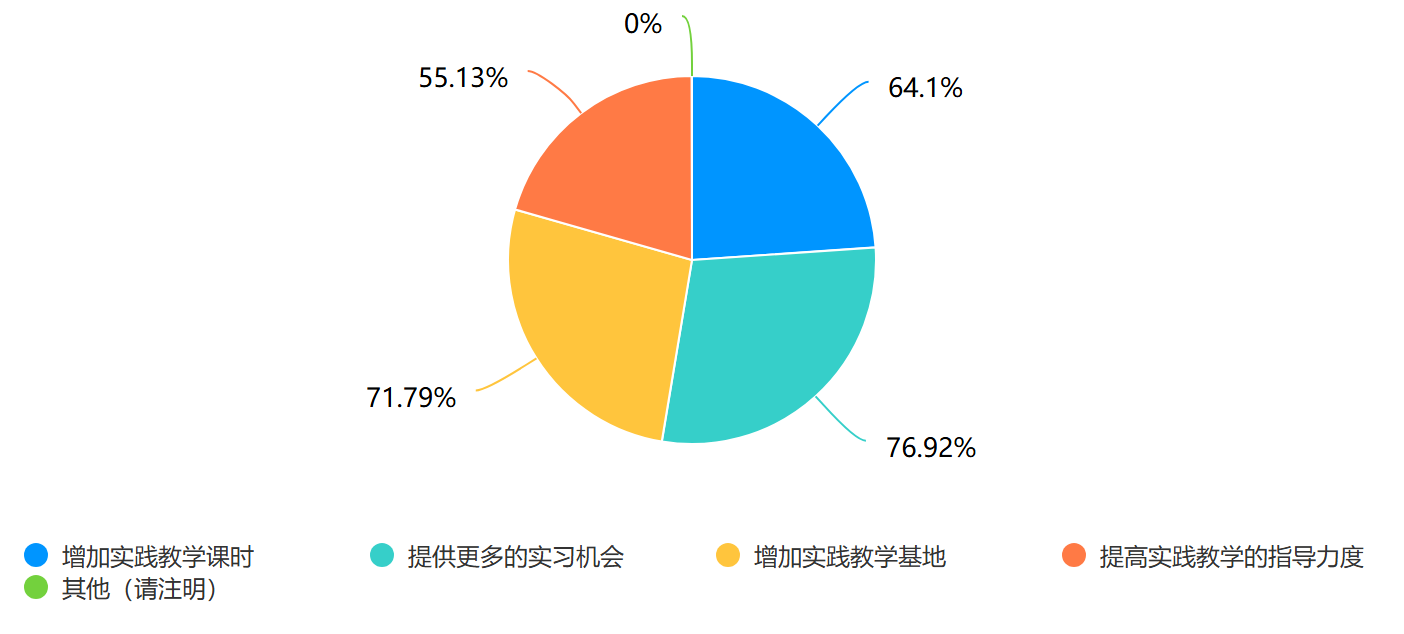 0%
55.13%
64.1%
71.79%
76.92%
增加实践教学课时
提供更多的实习机会
增加实践教学基地
提高实践教学的指导力度
其他（请注明）